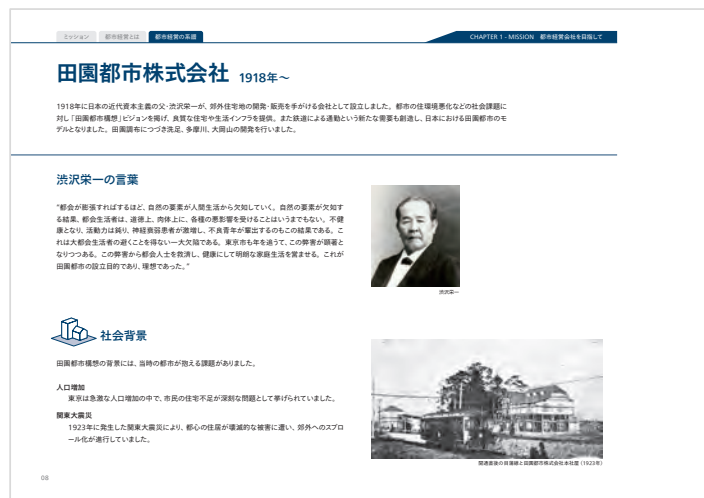 ミッション 都市経営とは 都市経営の系譜
CHAPTER 1 - MISSION 都市経営会社を目指して
田園都市株式会社 1918年～
1918年に日本の近代資本主義の父・渋沢栄一が、郊外住宅地の開発・販売を手がける会社として設立しました。都市の住環境悪化などの社会課題に
対し「田園都市構想」ビジョンを掲げ、良質な住宅や生活インフラを提供。また鉄道による通勤という新たな需要も創造し、日本における田園都市のモ
デルとなりました。田園調布につづき洗足、多摩川、大岡山の開発を行いました。
渋沢栄一の言葉
“都会が膨張すればするほど、自然の要素が人間生活から欠如していく。自然の要素が欠如す
る結果、都会生活者は、道徳上、肉体上に、各種の悪影響を受けることはいうまでもない。不健
康となり、活動力は鈍り、神経衰弱患者が激増し、不良青年が輩出するのもこの結果である。こ
れは大都会生活者の避くことを得ない一大欠陥である。東京市も年を追うて、この弊害が顕著と
なりつつある。この弊害から都会人士を救済し、健康にして明朗な家庭生活を営ませる。これが
田園都市の設立目的であり、理想であった。”
渋沢栄一
社会背景
田園都市構想の背景には、当時の都市が抱える課題がありました。
人口増加
東京は急激な人口増加の中で、市民の住宅不足が深刻な問題として挙げられていました。
関東大震災
1923年に発生した関東大震災により、都心の住居が壊滅的な被害に遭い、郊外へのスプロ
ール化が進行していました。
開通直後の目蒲線と田園都市株式会社本社屋（1923年）
08